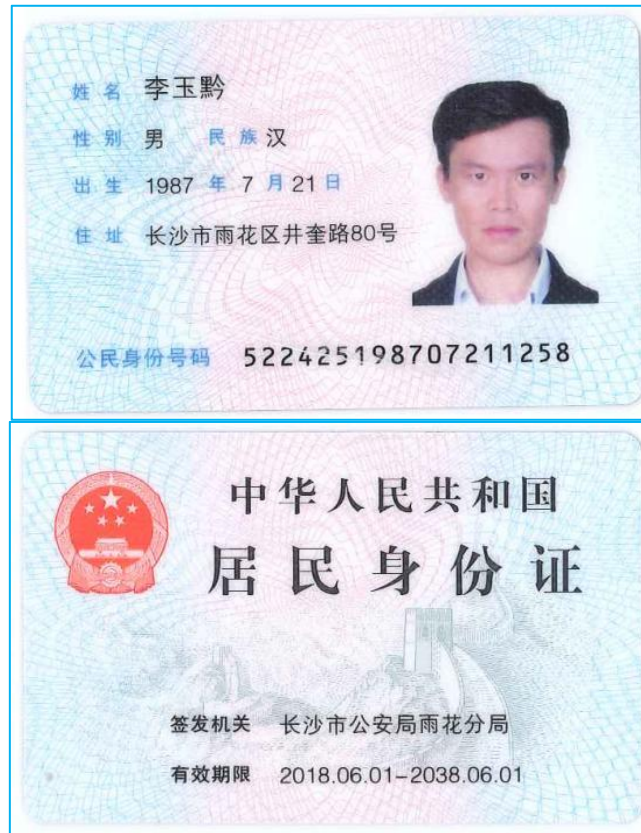 姓名 李玉黔
性别 男 民族 汉
出生 1987 年 7 月 21 日
住址 长沙市雨花区井奎路80号
公民身份号码 522425198707211258
中华人民共和国
居民身份证
签发机关 长沙市公安局雨花分局
有效期限 2018.06.01-2038.06.01